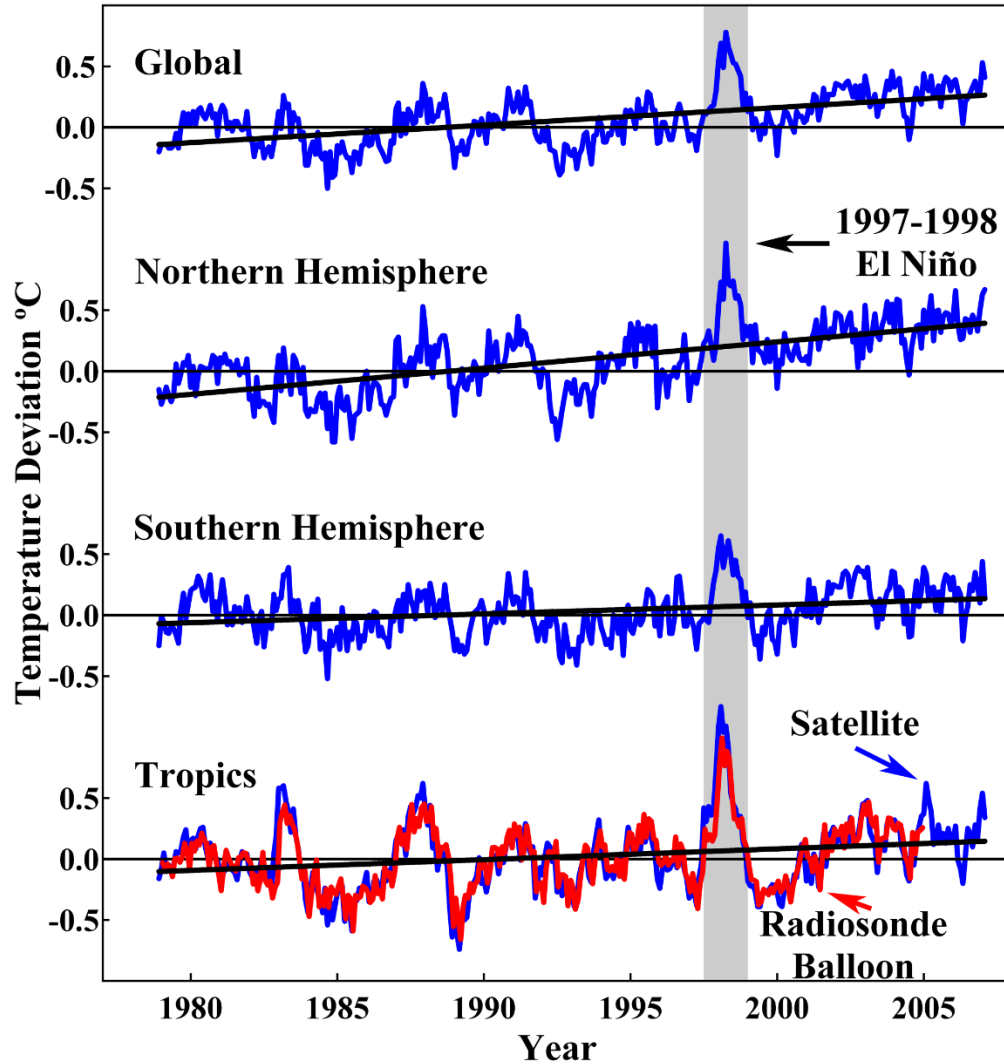 Temperature Deviation ºC
Global
0.5
0.0
-0.5
1997-1998
El Niño
Northern Hemisphere
0.5
0.0
-0.5
Southern Hemisphere
0.5
0.0
-0.5
Satellite
Tropics
0.5
0.0
-0.5
Radiosonde
Balloon
1980 1985 1990 1995 2000 2005
Year